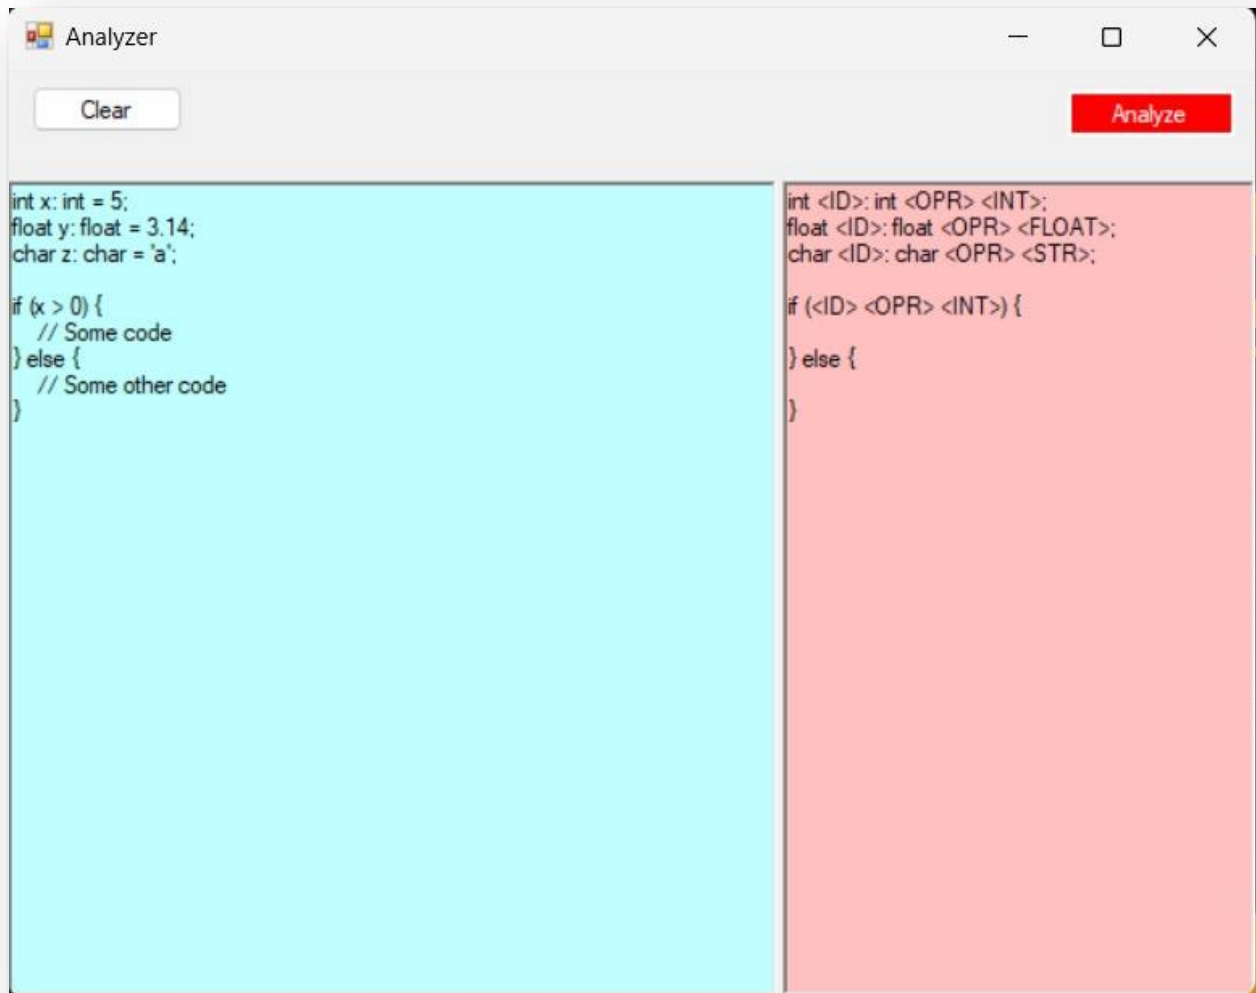 Analyzer
Clear
Analyze
int x: int = 5;
float y: float = 3.14;
char z: char = 'a';
if (x > 0) {
// Some code
} else {
// Some other code
}
int <ID>: int <OPR> <INT>;
float <ID>: float <OPR> <FLOAT>;
char <ID>: char <OPR> <STR>;
if (<ID> <OPR> <INT>) {
} else {
}